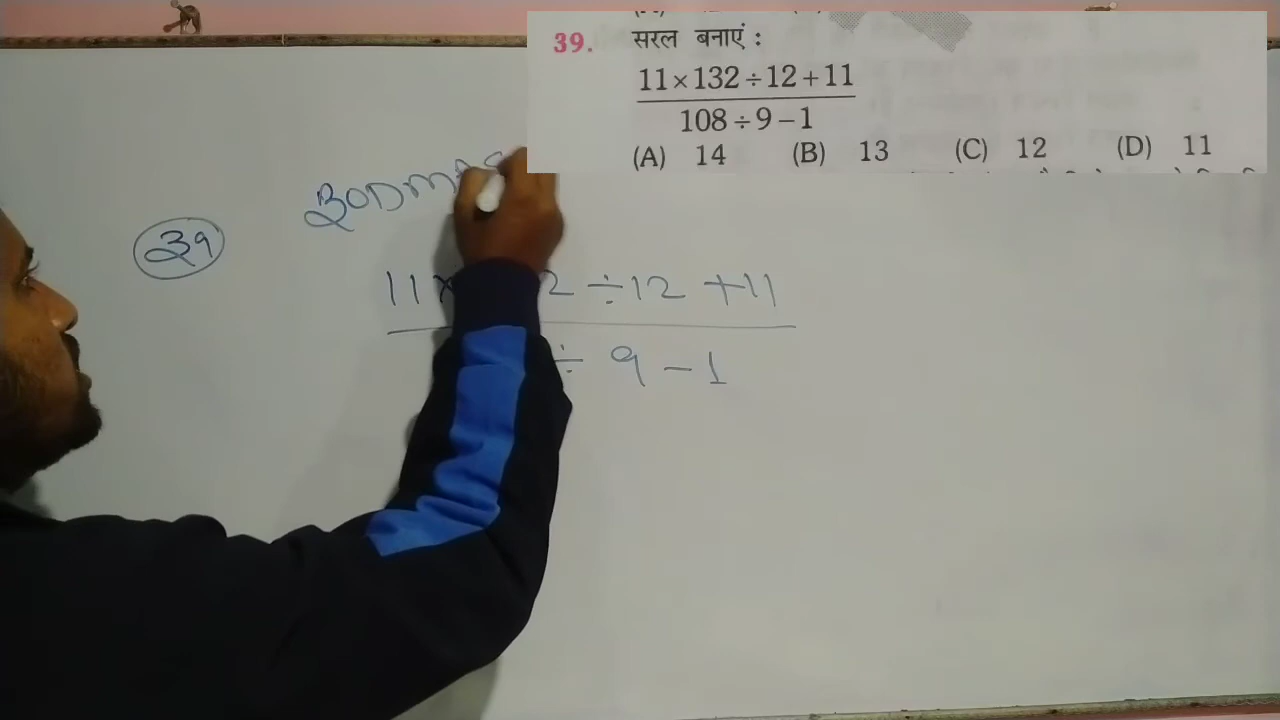 39. सरल बनाएं :
11×132÷12+11
108÷9−1
(A) 14 (B) 13 (C) 12 (D) 11
BODMAS
39
11 × 2 ÷ 12 + 11
÷ 9 − 1